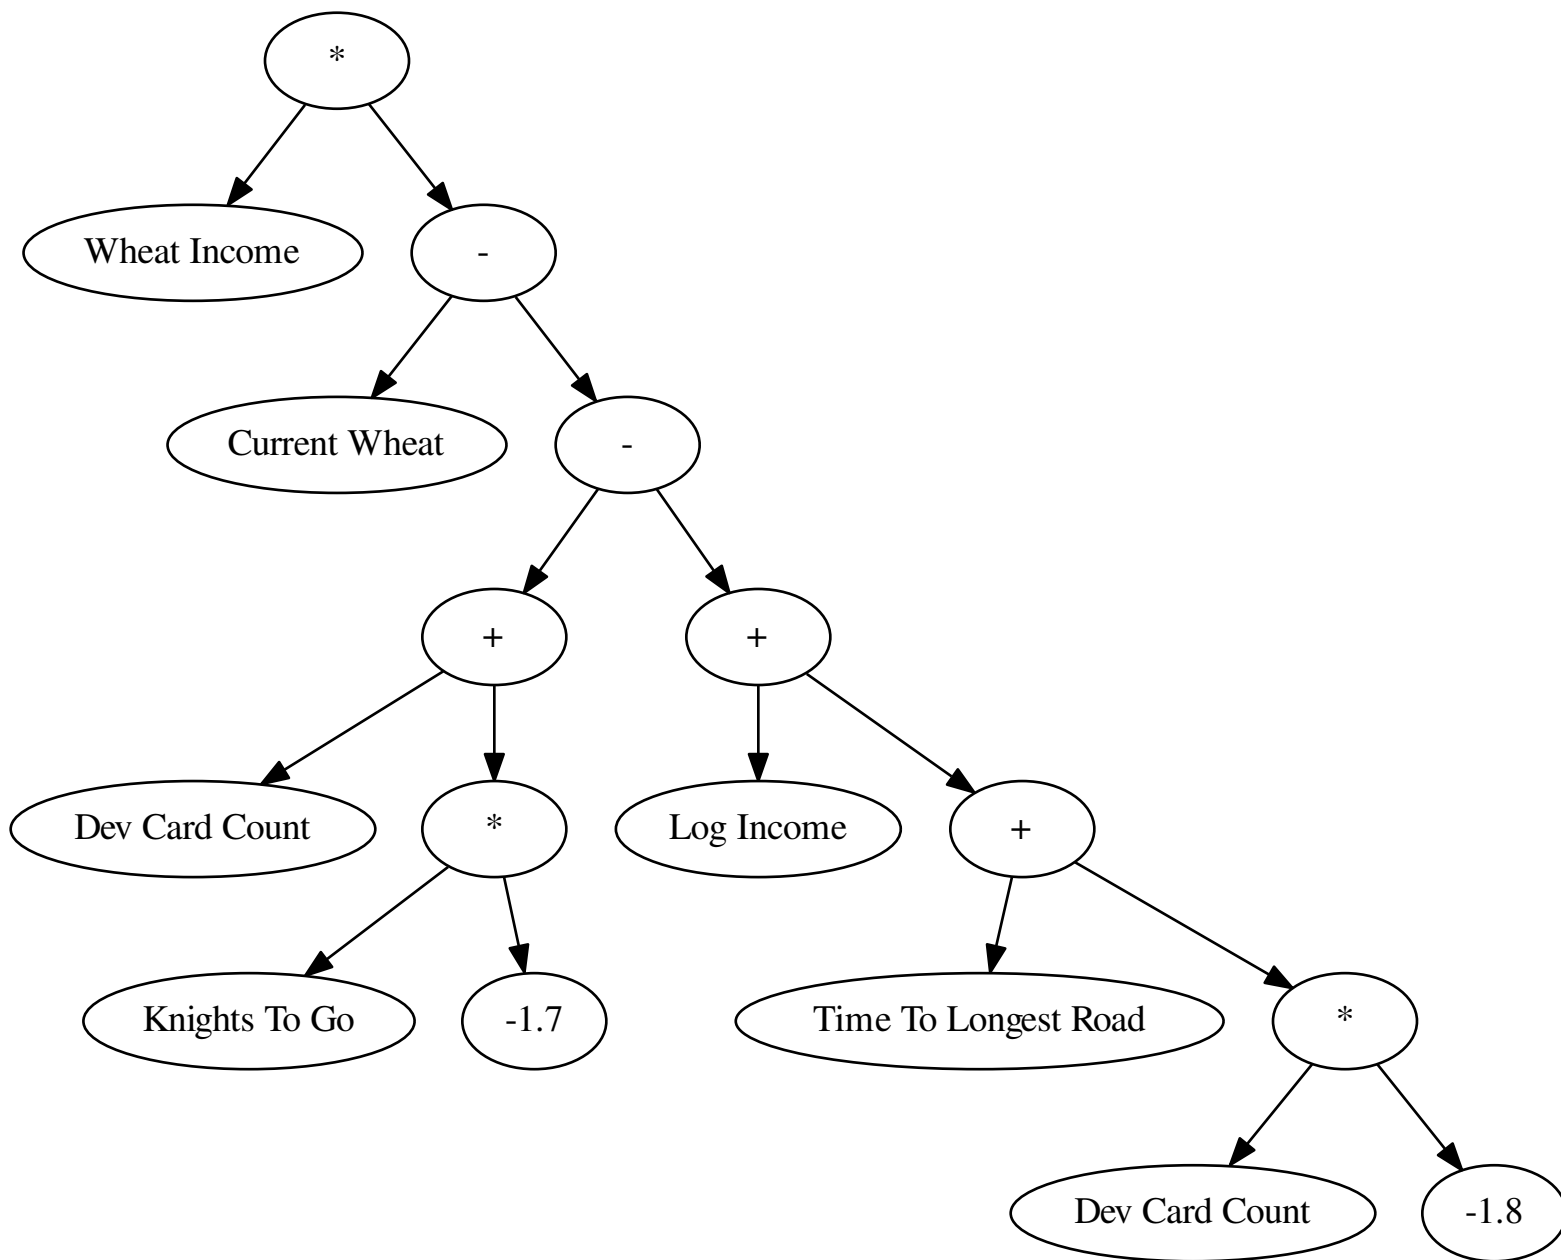 *
Wheat Income
-
Current Wheat
-
+
+
Dev Card Count
*
Log Income
+
Knights To Go
-1.7
Time To Longest Road
*
Dev Card Count
-1.8